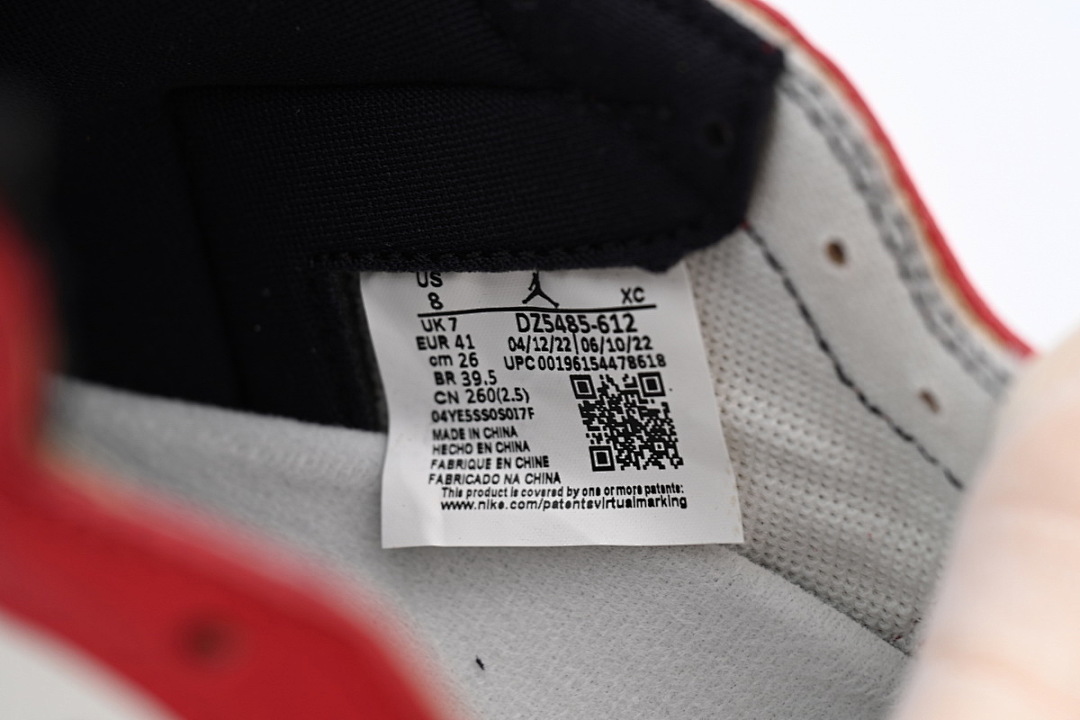 US
8
XC
UK 7
DZ5485-612
EUR 41
04/12/22|06/10/22
cm 26
UPC 00196154478618
BR 39.5
CN 260(2.5)
04YE5SS0S017F
MADE IN CHINA
HECHO EN CHINA
FABRIQUE EN CHINE
FABRICADO NA CHINA
This product is covered by one or more patents:
www.nike.com/patentsvirtualmarking